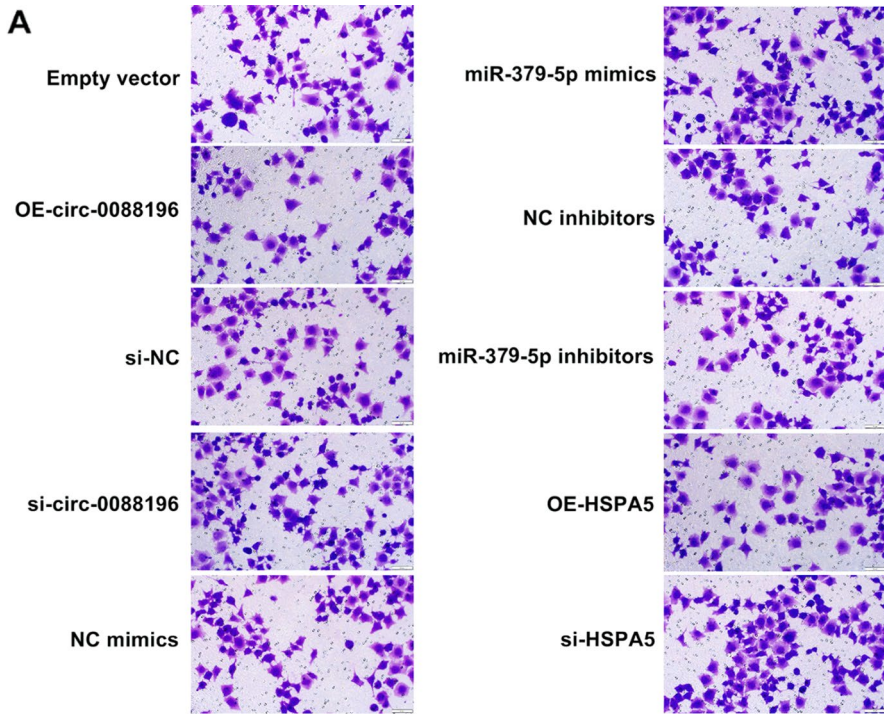 A
Empty vector
OE-circ-0088196
si-NC
si-circ-0088196
NC mimics
miR-379-5p mimics
NC inhibitors
miR-379-5p inhibitors
OE-HSPA5
si-HSPA5